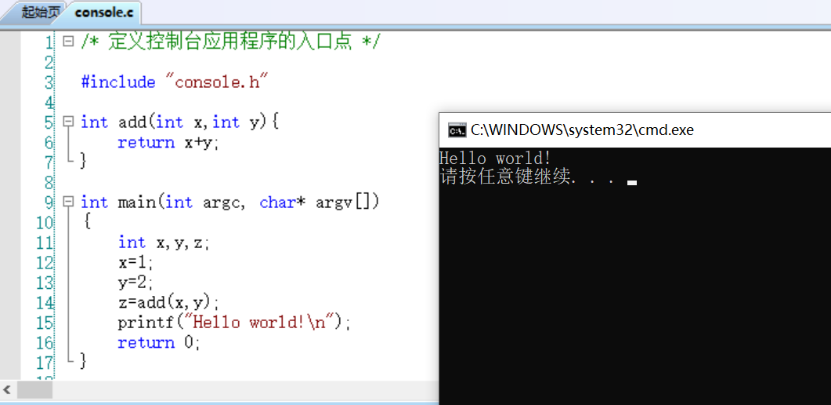 起始页 console.c
1 /* 定义控制台应用程序的入口点 */
2
3 #include "console.h"
4
5 int add(int x,int y){
6 return x+y;
7 }
8
9 int main(int argc, char* argv[])
10 {
11 int x,y,z;
12 x=1;
13 y=2;
14 z=add(x,y);
15 printf("Hello world!\n");
16 return 0;
17 }
C:\WINDOWS\system32\cmd.exe
Hello world!
请按任意键继续. . .